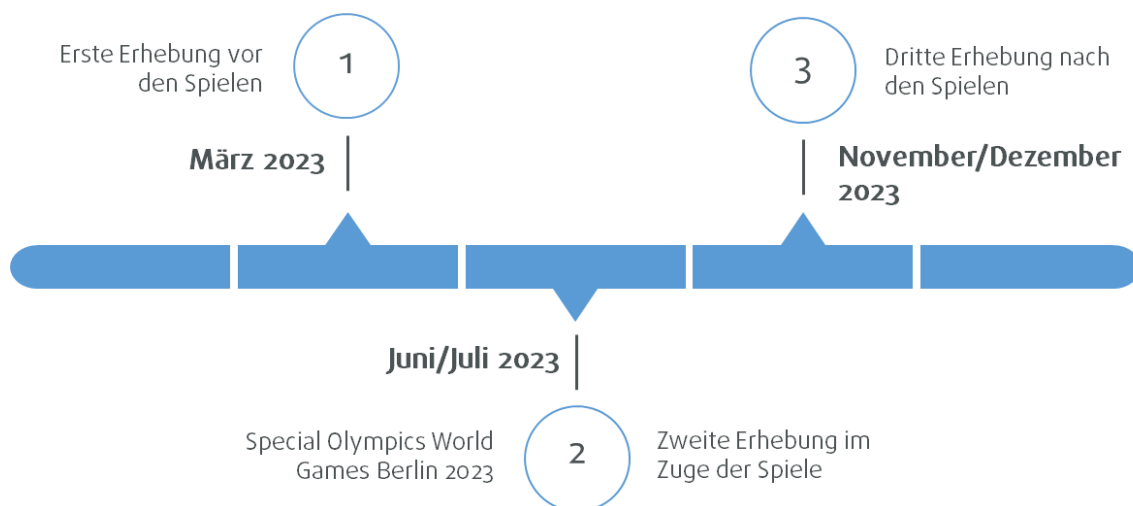 Erste Erhebung vor
den Spielen
1
März 2023
3
Dritte Erhebung nach
den Spielen
November/Dezember
2023
Juni/Juli 2023
Special Olympics World
Games Berlin 2023
2
Zweite Erhebung im
Zuge der Spiele